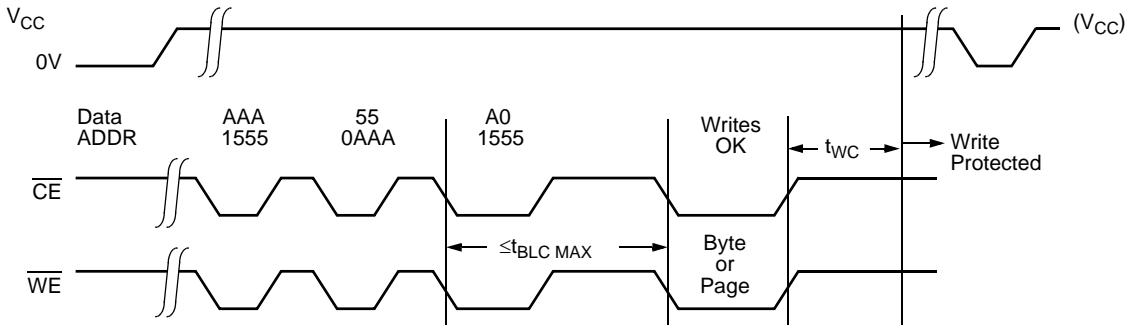 VCC
(VCC)
0V
Data AAA 55 A0 Writes
ADDR 1555 0AAA 1555 OK
tWC
Write
Protected
CE
≤tBLC MAX
Byte
or
Page
WE